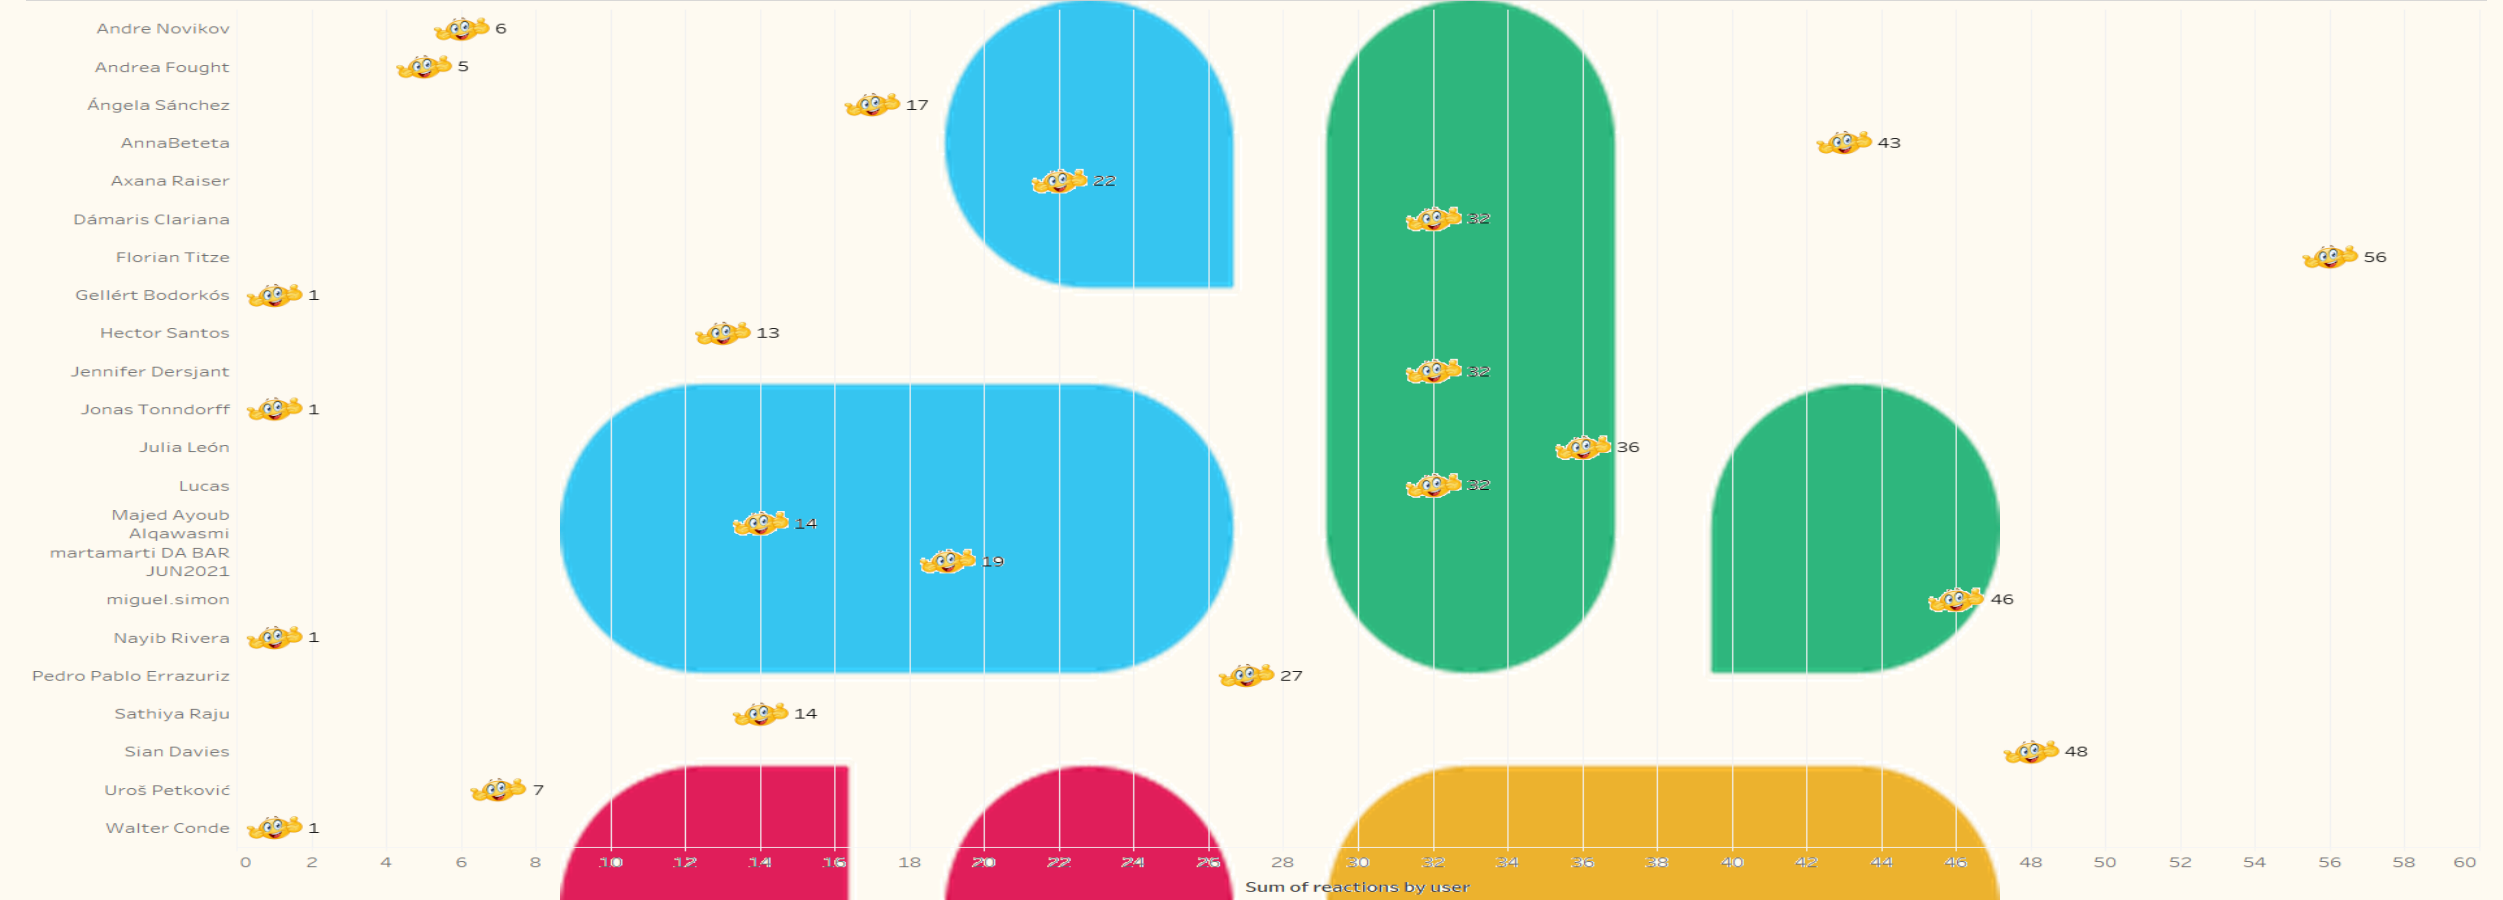 Andre Novikov 6
Andrea Fought 5
Ángela Sánchez 17
AnnaBeteta 43
Axana Raiser 22
Dámaris Clariana 32
Florian Titze 56
Gellért Bodorkós 1
Hector Santos 13
Jennifer Dersjant 32
Jonas Tonndorff 1
Julia León 36
Lucas 32
Majed Ayoub
Alqawasmi 14
martamarti DA BAR
JUN2021 19
miguel.simon 46
Nayib Rivera 1
Pedro Pablo Errazuriz 27
Sathiya Raju 14
Sian Davies 48
Uroš Petković 7
Walter Conde 1
0 2 4 6 8 10 12 14 16 18 20 22 24 26 28 30 32 34 36 38 40 42 44 46 48 50 52 54 56 58 60
Sum of reactions by user